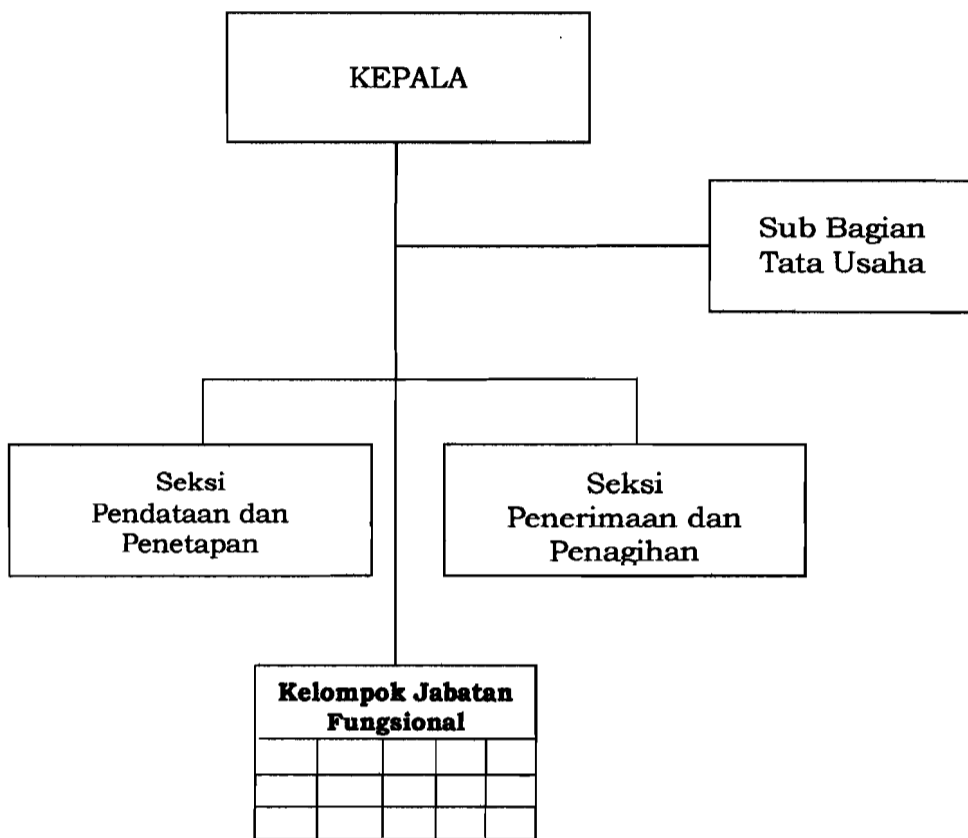 KEPALA
Sub Bagian
Tata Usaha
Seksi
Pendataan dan
Penetapan
Seksi
Penerimaan dan
Penagihan
Kelompok Jabatan
Fungsional